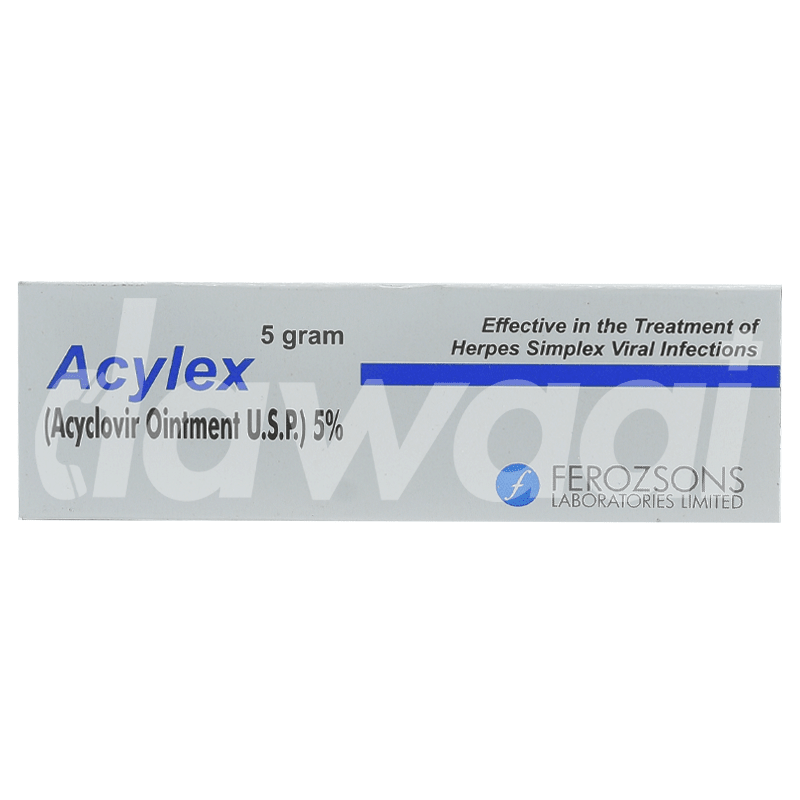 5 gram
Acylex
(Acyclovir Ointment U.S.P.) 5%
Effective in the Treatment of
Herpes Simplex Viral Infections
f FEROZSONS
LABORATORIES LIMITED
dawaai